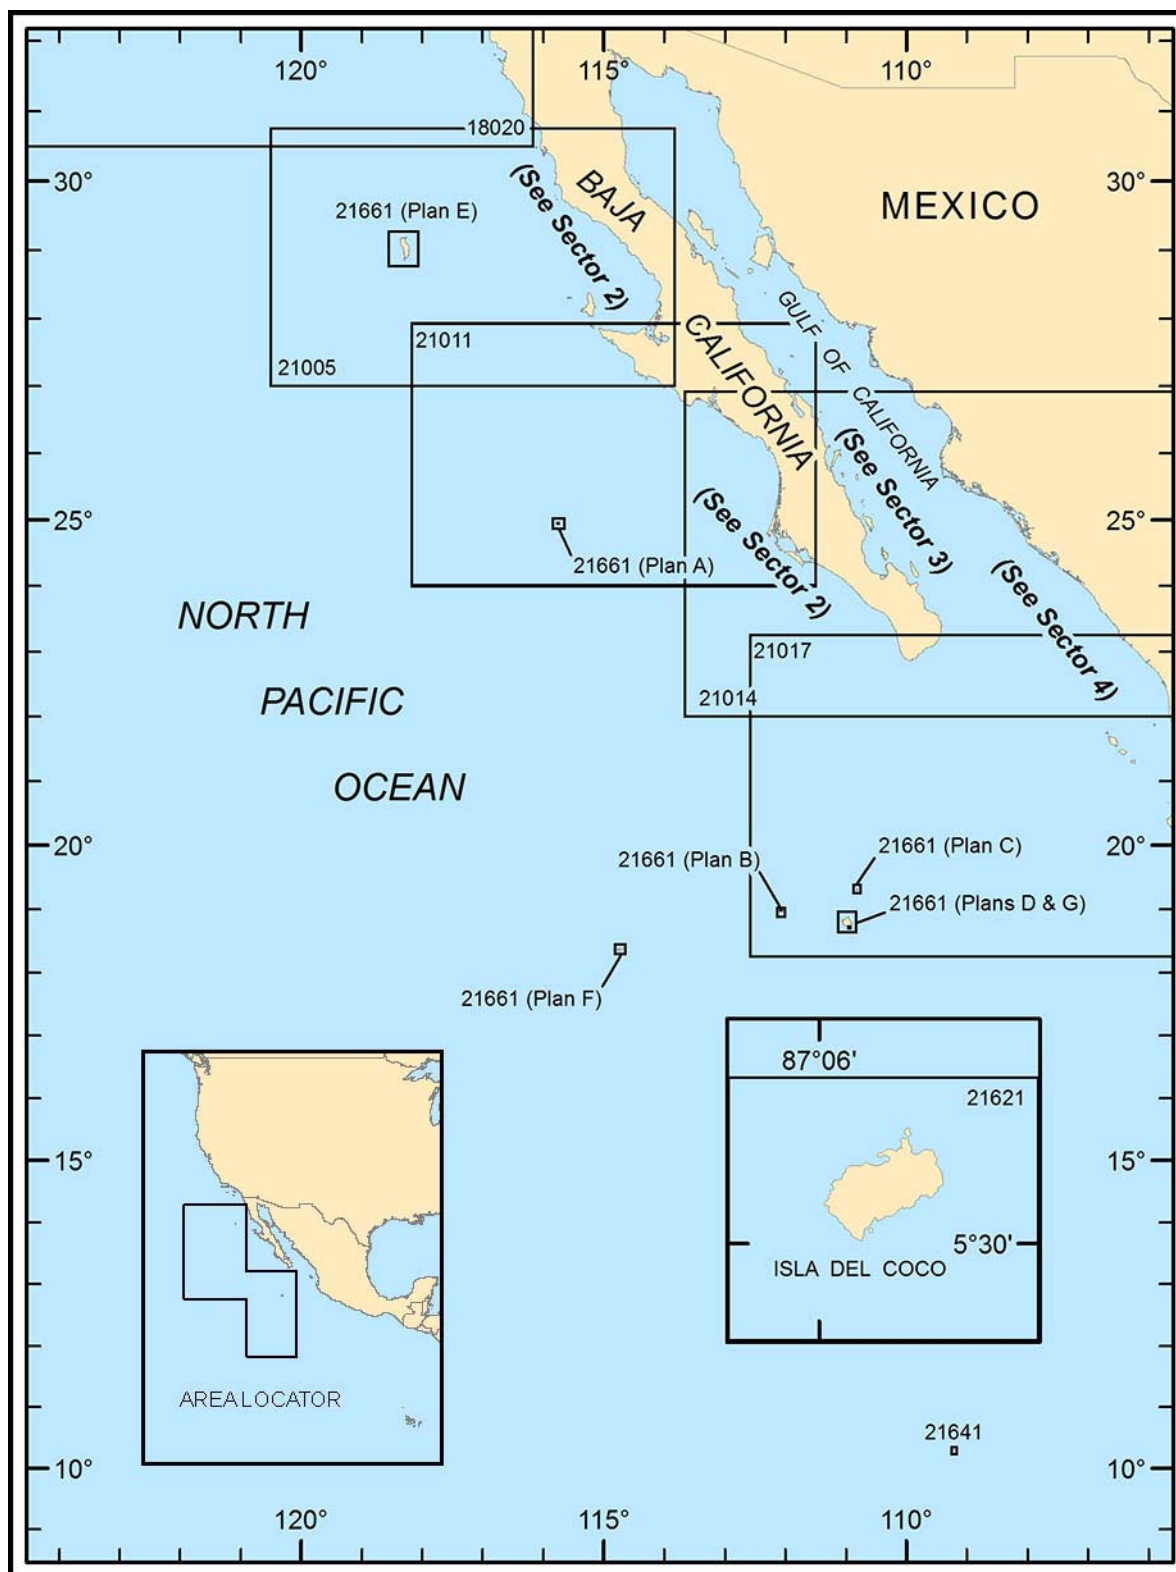 120°
115°
110°
18020
30°
30°
BAJA
(See Sector 2)
MEXICO
21661 (Plan E)
GULF OF CALIFORNIA
CALIFORNIA
21011
21005
(See Sector 3)
(See Sector 2)
(See Sector 4)
25°
25°
21661 (Plan A)
NORTH
PACIFIC
OCEAN
21017
21014
20°
20°
21661 (Plan B)
21661 (Plan C)
21661 (Plans D & G)
21661 (Plan F)
87°06'
21621
15°
15°
5°30'
ISLA DEL COCO
AREA LOCATOR
21641
10°
10°
120°
115°
110°